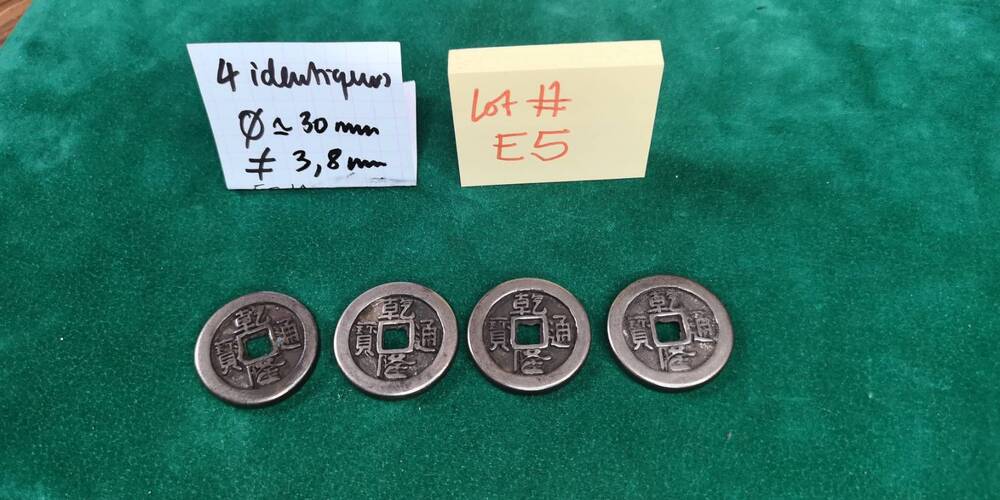 4 identiques
Ø ≃ 30 mm
≠ 3,8 mm
Lot #
E5
乾隆通寶
乾隆通寶
乾隆通寶
乾隆通寶